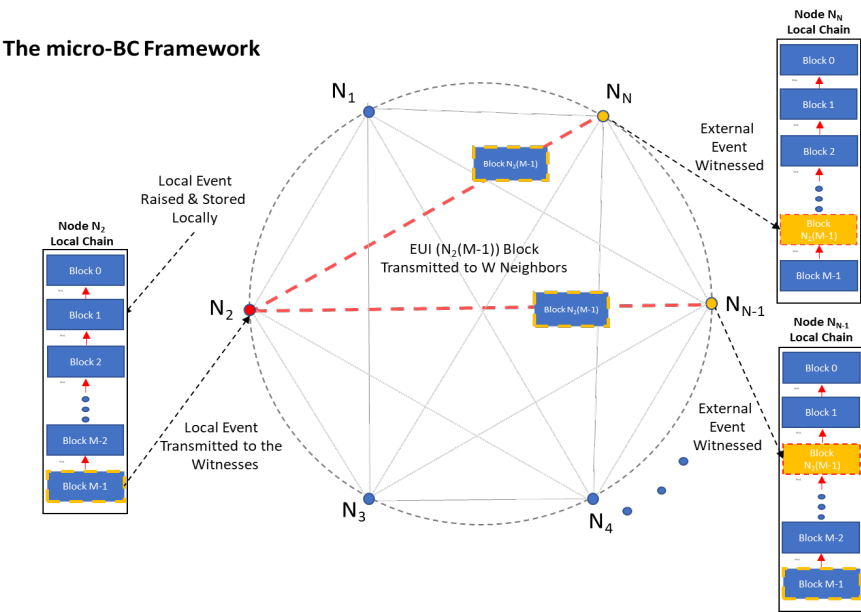 The micro-BC Framework
Node N₂
Local Chain
Block 0
Block 1
Block 2
Block M-2
Block M-1
Local Event
Raised & Stored
Locally
Local Event
Transmitted to the
Witnesses
N₁
N₂
N₃
N₄
N_N
N_N-1
Block N₂(M-1)
EUI (N₂(M-1)) Block
Transmitted to W Neighbors
Block N₂(M-1)
External
Event
Witnessed
External
Event
Witnessed
Node N_N
Local Chain
Block 0
Block 1
Block 2
Block
N₂(M-1)
Block M-1
Node N_N-1
Local Chain
Block 0
Block 1
Block
N₂(M-1)
Block M-2
Block M-1